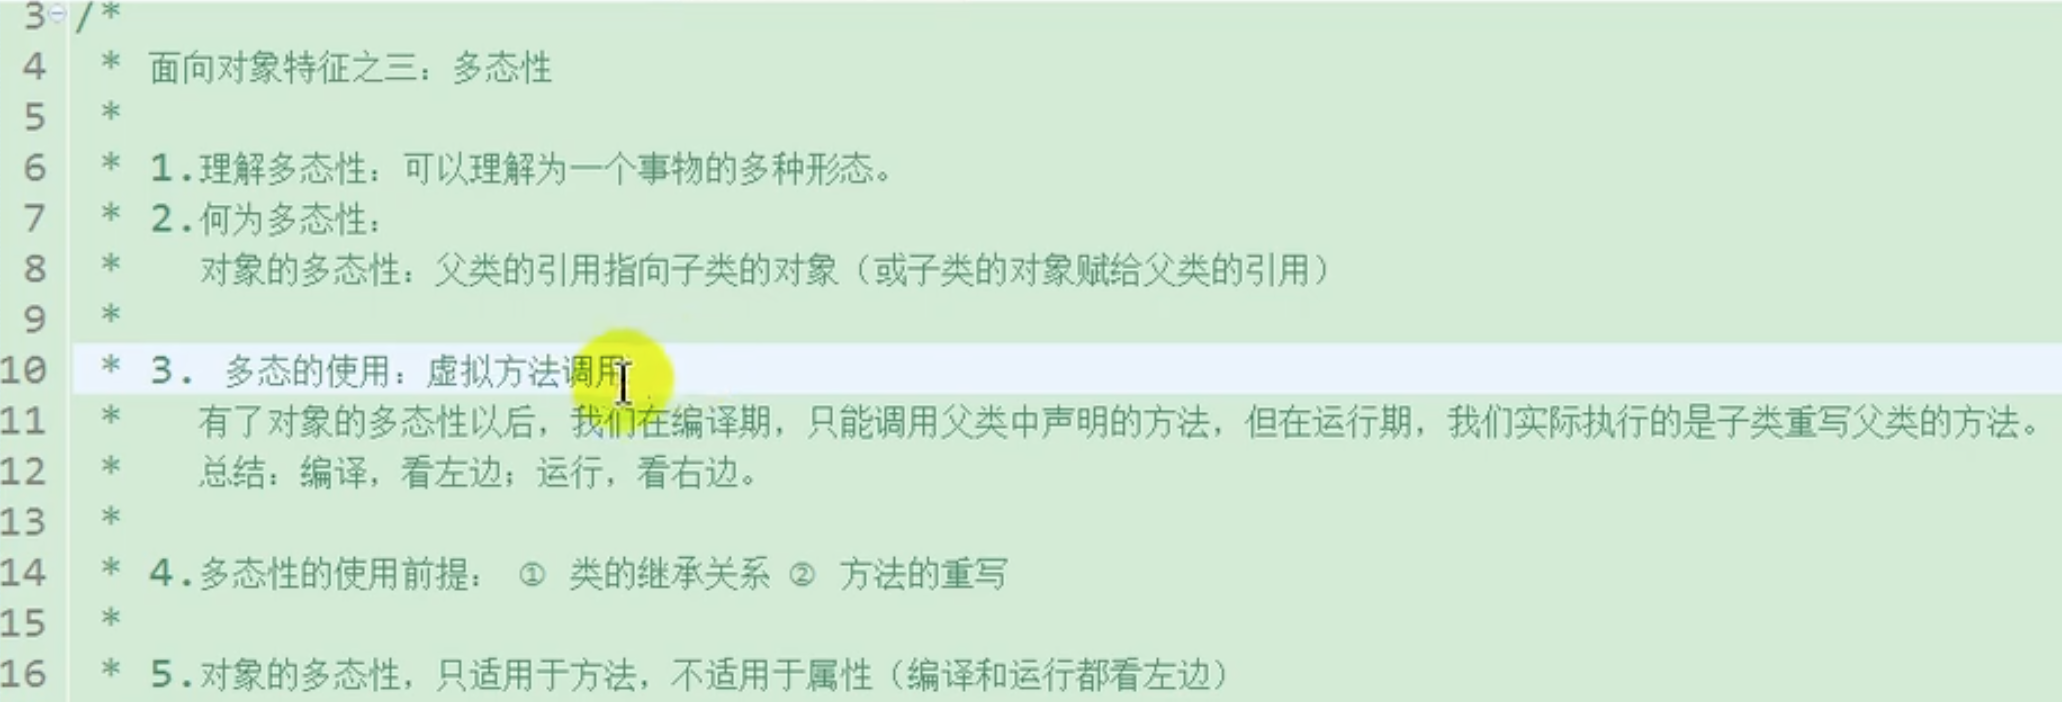 3 /*
4 * 面向对象特征之三：多态性
5 *
6 * 1.理解多态性：可以理解为一个事物的多种形态。
7 * 2.何为多态性：
8 * 对象的多态性：父类的引用指向子类的对象（或子类的对象赋给父类的引用）
9 *
10 * 3. 多态的使用：虚拟方法调用
11 * 有了对象的多态性以后，我们在编译期，只能调用父类中声明的方法，但在运行期，我们实际执行的是子类重写父类的方法。
12 * 总结：编译，看左边；运行，看右边。
13 *
14 * 4.多态性的使用前提： ① 类的继承关系 ② 方法的重写
15 *
16 * 5.对象的多态性，只适用于方法，不适用于属性（编译和运行都看左边）